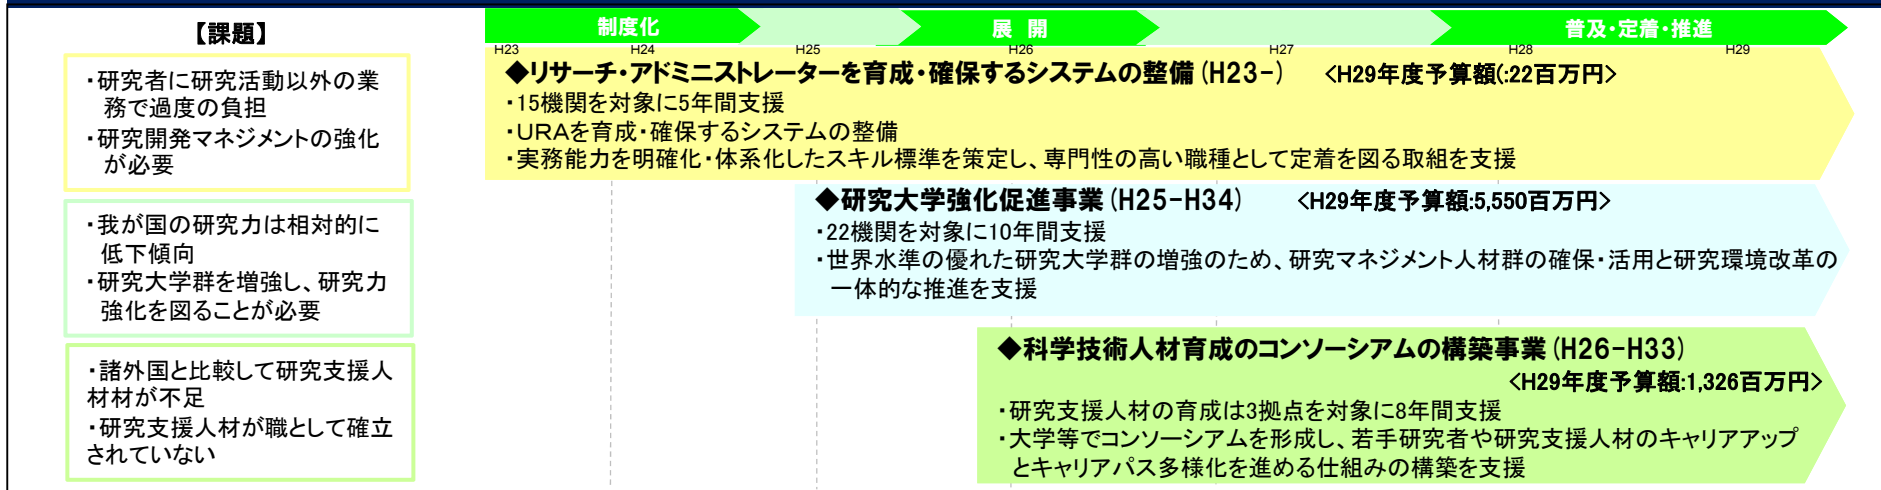 【課題】
制度化
展 開
普及・定着・推進
H23
H24
H25
H26
H27
H28
H29
・研究者に研究活動以外の業
務で過度の負担
・研究開発マネジメントの強化
が必要
◆リサーチ・アドミニストレーターを育成・確保するシステムの整備(H23-) <H29年度予算額(:22百万円>
・15機関を対象に5年間支援
・URAを育成・確保するシステムの整備
・実務能力を明確化・体系化したスキル標準を策定し、専門性の高い職種として定着を図る取組を支援
・我が国の研究力は相対的に
低下傾向
・研究大学群を増強し、研究力
強化を図ることが必要
◆研究大学強化促進事業(H25-H34) <H29年度予算額:5,550百万円>
・22機関を対象に10年間支援
・世界水準の優れた研究大学群の増強のため、研究マネジメント人材群の確保・活用と研究環境改革の
一体的な推進を支援
・諸外国と比較して研究支援人
材材が不足
・研究支援人材が職として確立
されていない
◆科学技術人材育成のコンソーシアムの構築事業(H26-H33)
<H29年度予算額:1,326百万円>
・研究支援人材の育成は3拠点を対象に8年間支援
・大学等でコンソーシアムを形成し、若手研究者や研究支援人材のキャリアアップ
とキャリアパス多様化を進める仕組みの構築を支援